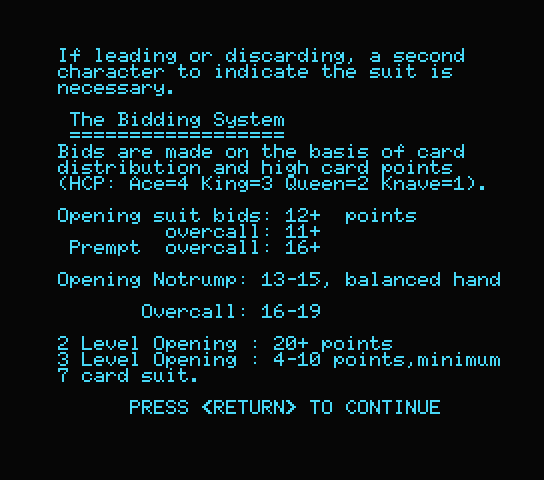 If leading or discarding, a second
character to indicate the suit is
necessary.
The Bidding System
==================
Bids are made on the basis of card
distribution and high card points
(HCP: Ace=4 King=3 Queen=2 Knave=1).
Opening suit bids: 12+  points
overcall: 11+
Prempt  overcall: 16+
Opening Notrump: 13-15, balanced hand
Overcall: 16-19
2 Level Opening : 20+ points
3 Level Opening : 4-10 points,minimum
7 card suit.
PRESS <RETURN> TO CONTINUE